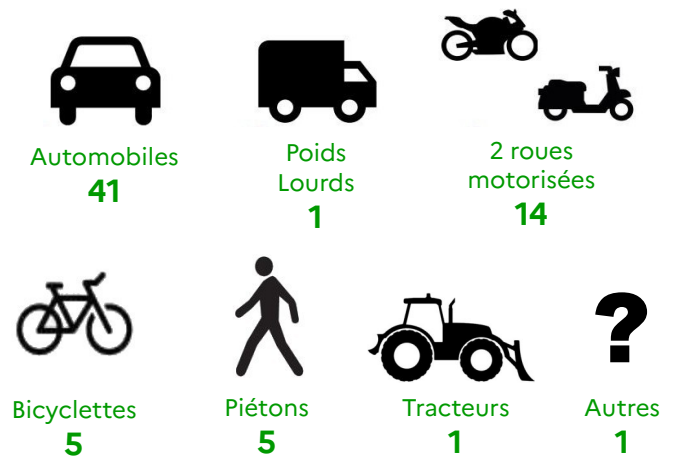 Automobiles
41
Poids
Lourds
1
2 roues
motorisées
14
Bicyclettes
5
Piétons
5
Tracteurs
1
?
Autres
1